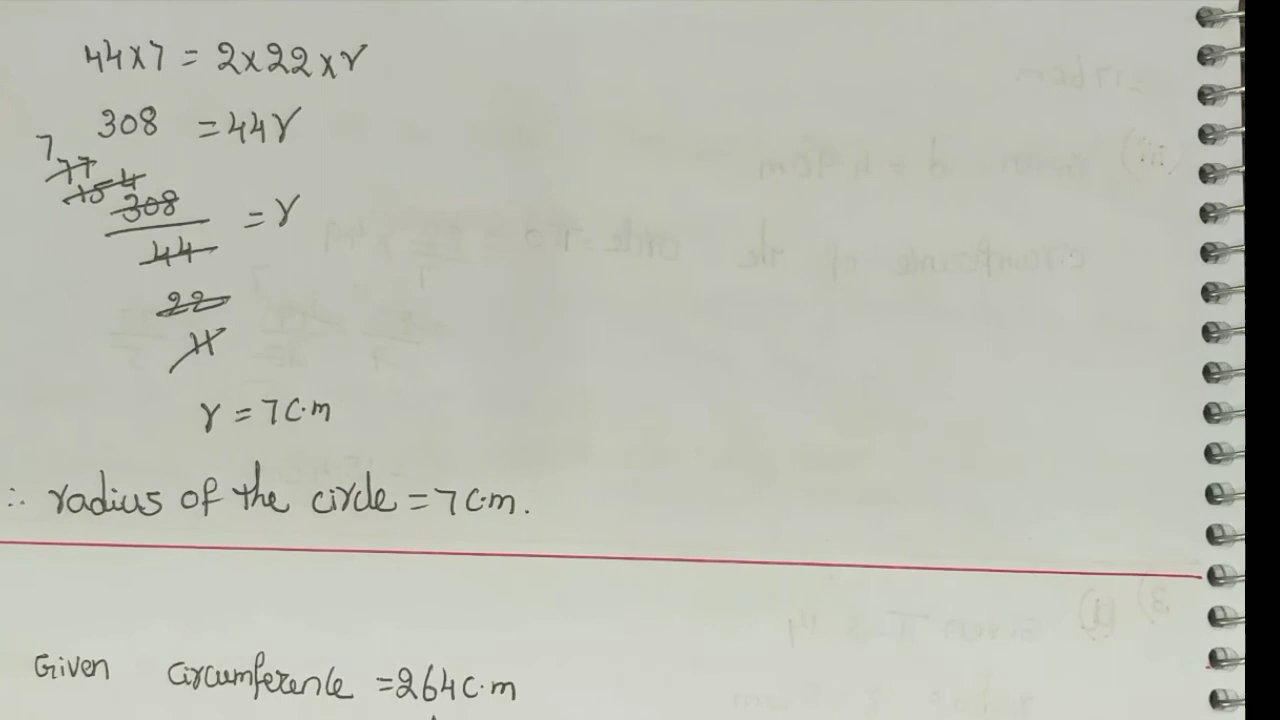 44×7 = 2×22×r
308 = 44r
7
77
154
308/44 = r
22
11
r = 7c.m
∴ radius of the circle = 7c.m.
Given circumference = 264c.m